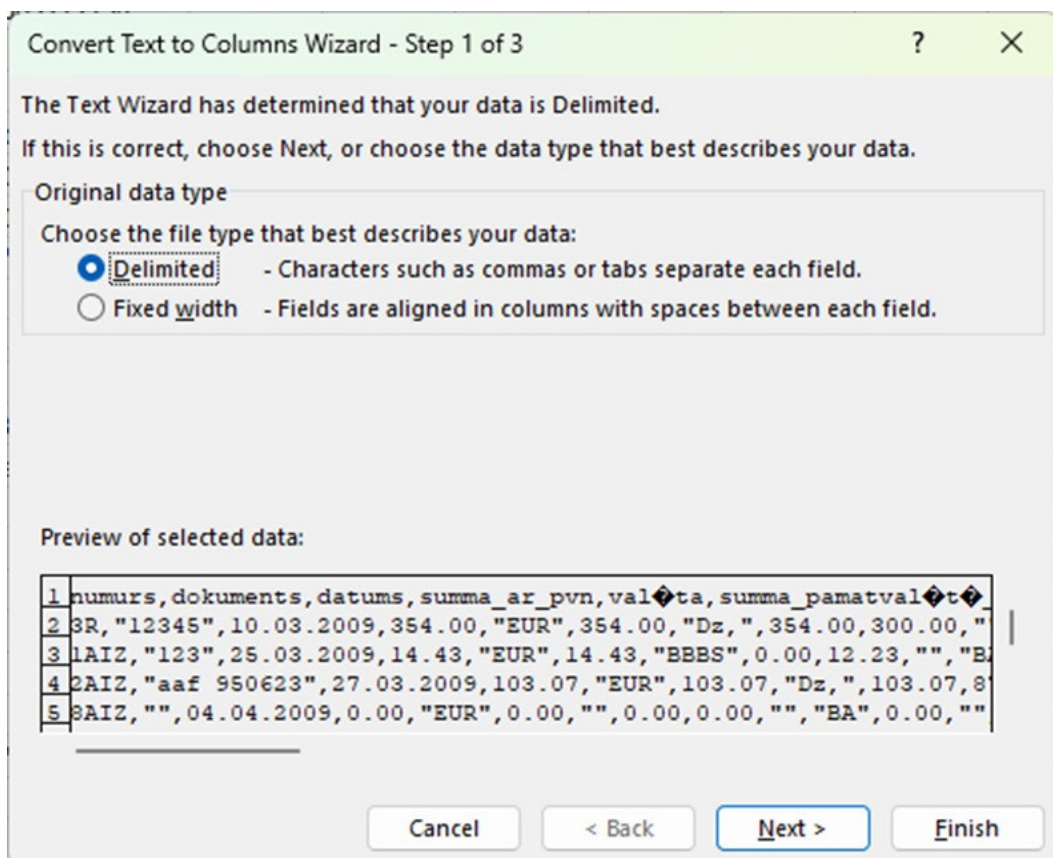 Convert Text to Columns Wizard - Step 1 of 3 ?
The Text Wizard has determined that your data is Delimited.
If this is correct, choose Next, or choose the data type that best describes your data.
Original data type
Choose the file type that best describes your data:
Delimited - Characters such as commas or tabs separate each field.
Fixed width - Fields are aligned in columns with spaces between each field.
Preview of selected data:
1 numurs,dokuments,datums,summa_ar_pvn,val�ta,summa_pamatval�t�_
2 3R,"12345",10.03.2009,354.00,"EUR",354.00,"Dz,",354.00,300.00,"
3 1AIZ,"123",25.03.2009,14.43,"EUR",14.43,"BBBS",0.00,12.23,"","B
4 2AIZ,"aaf 950623",27.03.2009,103.07,"EUR",103.07,"Dz,",103.07,8
5 8AIZ,"",04.04.2009,0.00,"EUR",0.00,"",0.00,0.00,"","BA",0.00,""
Cancel < Back Next > Finish